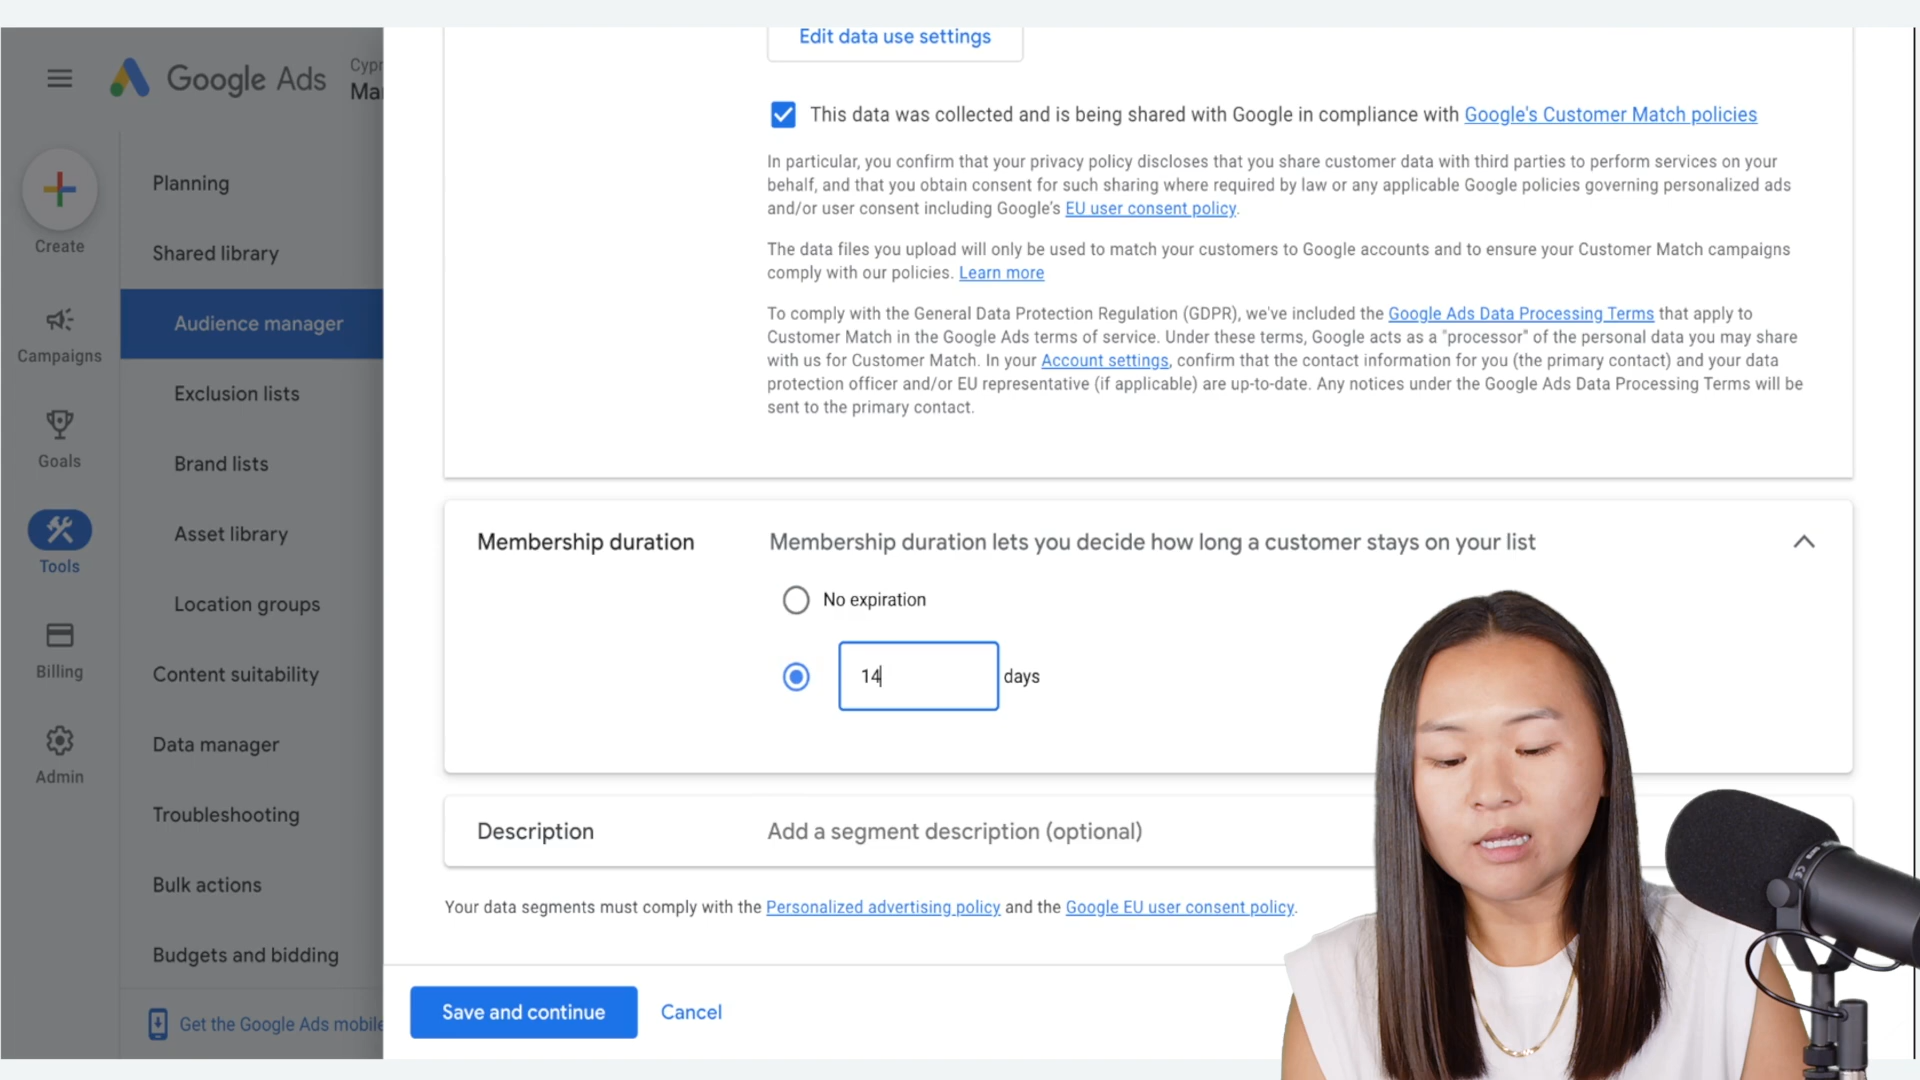 Edit data use settings
Google Ads
Cypr
Mar
This data was collected and is being shared with Google in compliance with Google's Customer Match policies
In particular, you confirm that your privacy policy discloses that you share customer data with third parties to perform services on your
behalf, and that you obtain consent for such sharing where required by law or any applicable Google policies governing personalized ads
and/or user consent including Google's EU user consent policy.
The data files you upload will only be used to match your customers to Google accounts and to ensure your Customer Match campaigns
comply with our policies. Learn more
To comply with the General Data Protection Regulation (GDPR), we've included the Google Ads Data Processing Terms that apply to
Customer Match in the Google Ads terms of service. Under these terms, Google acts as a "processor" of the personal data you may share
with us for Customer Match. In your Account settings, confirm that the contact information for you (the primary contact) and your data
protection officer and/or EU representative (if applicable) are up-to-date. Any notices under the Google Ads Data Processing Terms will be
sent to the primary contact.
Create
Campaigns
Goals
Tools
Billing
Admin
Planning
Shared library
Audience manager
Exclusion lists
Brand lists
Asset library
Location groups
Content suitability
Data manager
Troubleshooting
Bulk actions
Budgets and bidding
Get the Google Ads mobile
Membership duration
Membership duration lets you decide how long a customer stays on your list
No expiration
14 days
Description
Add a segment description (optional)
Your data segments must comply with the Personalized advertising policy and the Google EU user consent policy.
Save and continue
Cancel